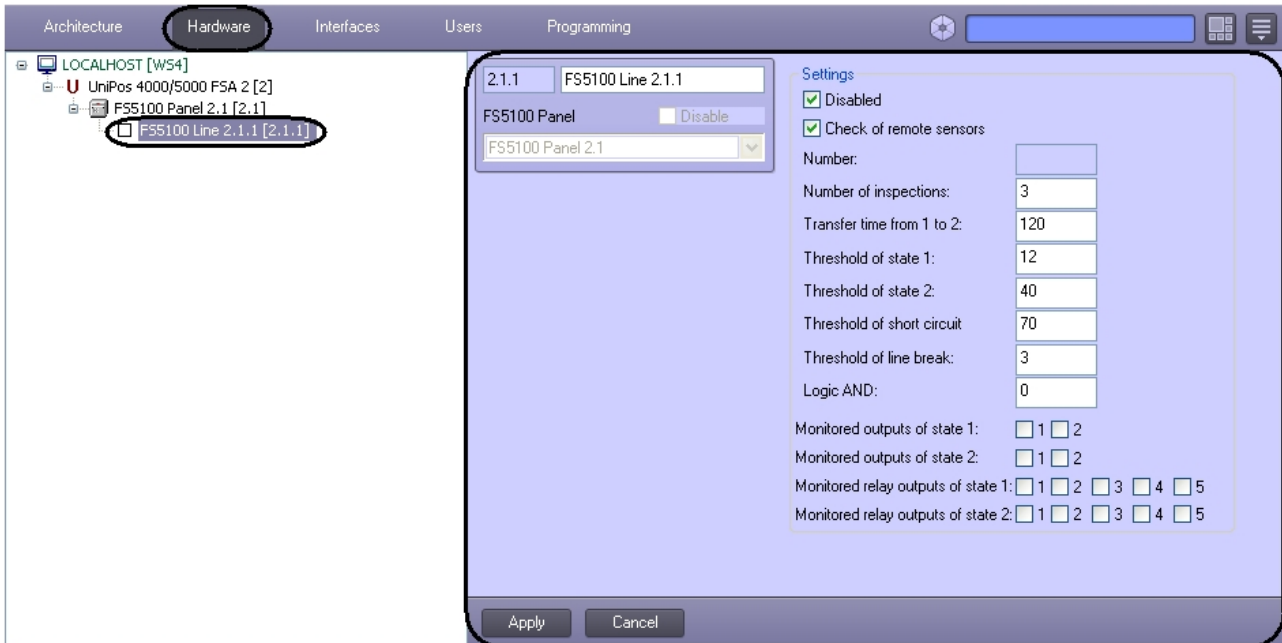 Architecture Hardware Interfaces Users Programming
LOCALHOST [WS4]
U UniPos 4000/5000 FSA 2 [2]
FS5100 Panel 2.1 [2.1]
FS5100 Line 2.1.1 [2.1.1]
2.1.1 FS5100 Line 2.1.1
FS5100 Panel Disable
FS5100 Panel 2.1
Settings
Disabled
Check of remote sensors
Number:
Number of inspections: 3
Transfer time from 1 to 2: 120
Threshold of state 1: 12
Threshold of state 2: 40
Threshold of short circuit 70
Threshold of line break: 3
Logic AND: 0
Monitored outputs of state 1: 1 2
Monitored outputs of state 2: 1 2
Monitored relay outputs of state 1: 1 2 3 4 5
Monitored relay outputs of state 2: 1 2 3 4 5
Apply Cancel